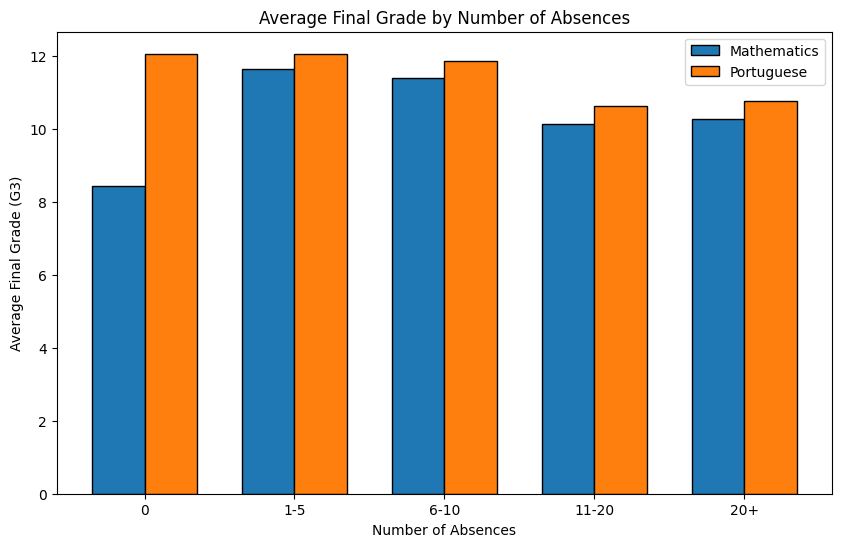 Average Final Grade by Number of Absences
Mathematics
Portuguese
Average Final Grade (G3)
12
10
8
6
4
2
0
0 1-5 6-10 11-20 20+
Number of Absences